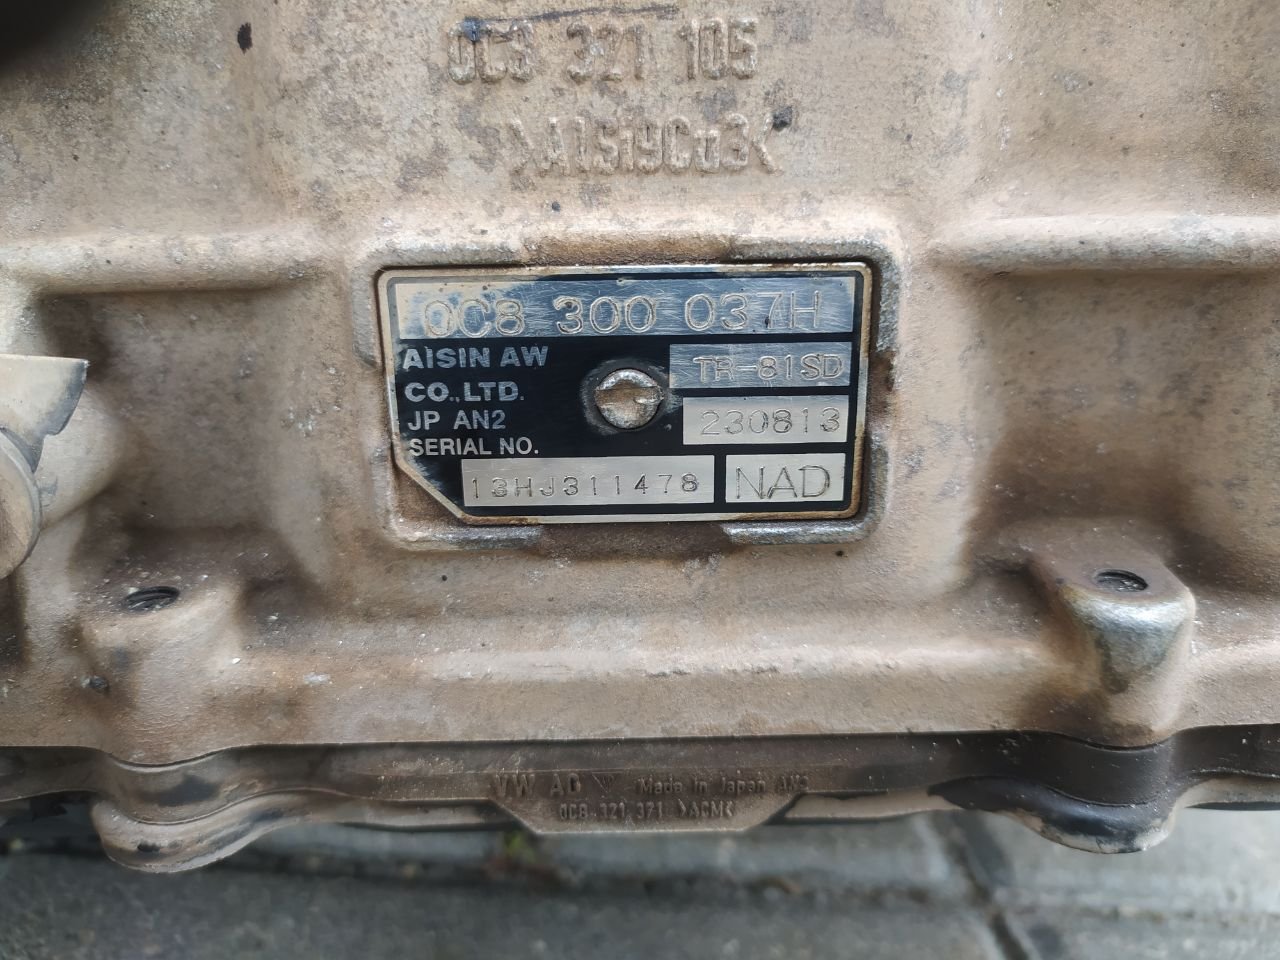 0C8 321 105
>AlSi9Cu3<
0C8 300 037H
AISIN AW
CO.,LTD.
JP AN2
SERIAL NO.
TR-81SD
230813
13HJ311478
NAD
VW AG Made in Japan
0C8 321 371 >ACM<